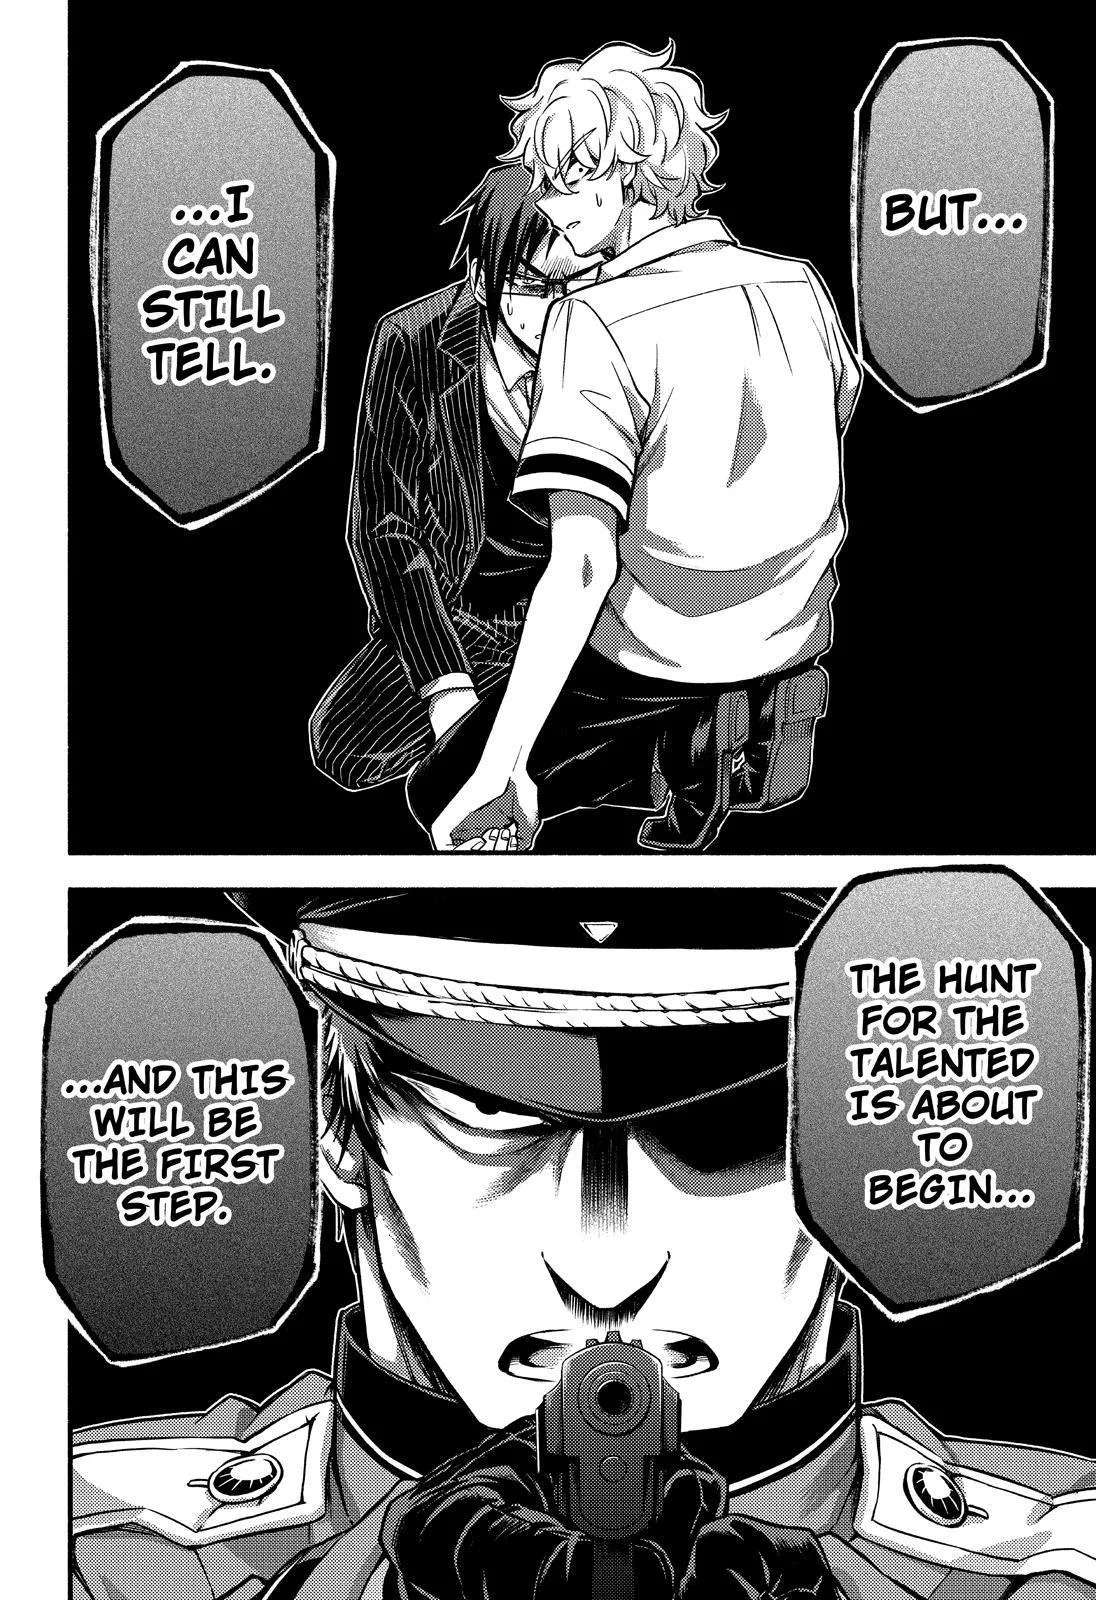 BUT...
...I
CAN
STILL
TELL.
THE HUNT
FOR THE
TALENTED
IS ABOUT
TO
BEGIN...
...AND THIS
WILL BE
THE FIRST
STEP.